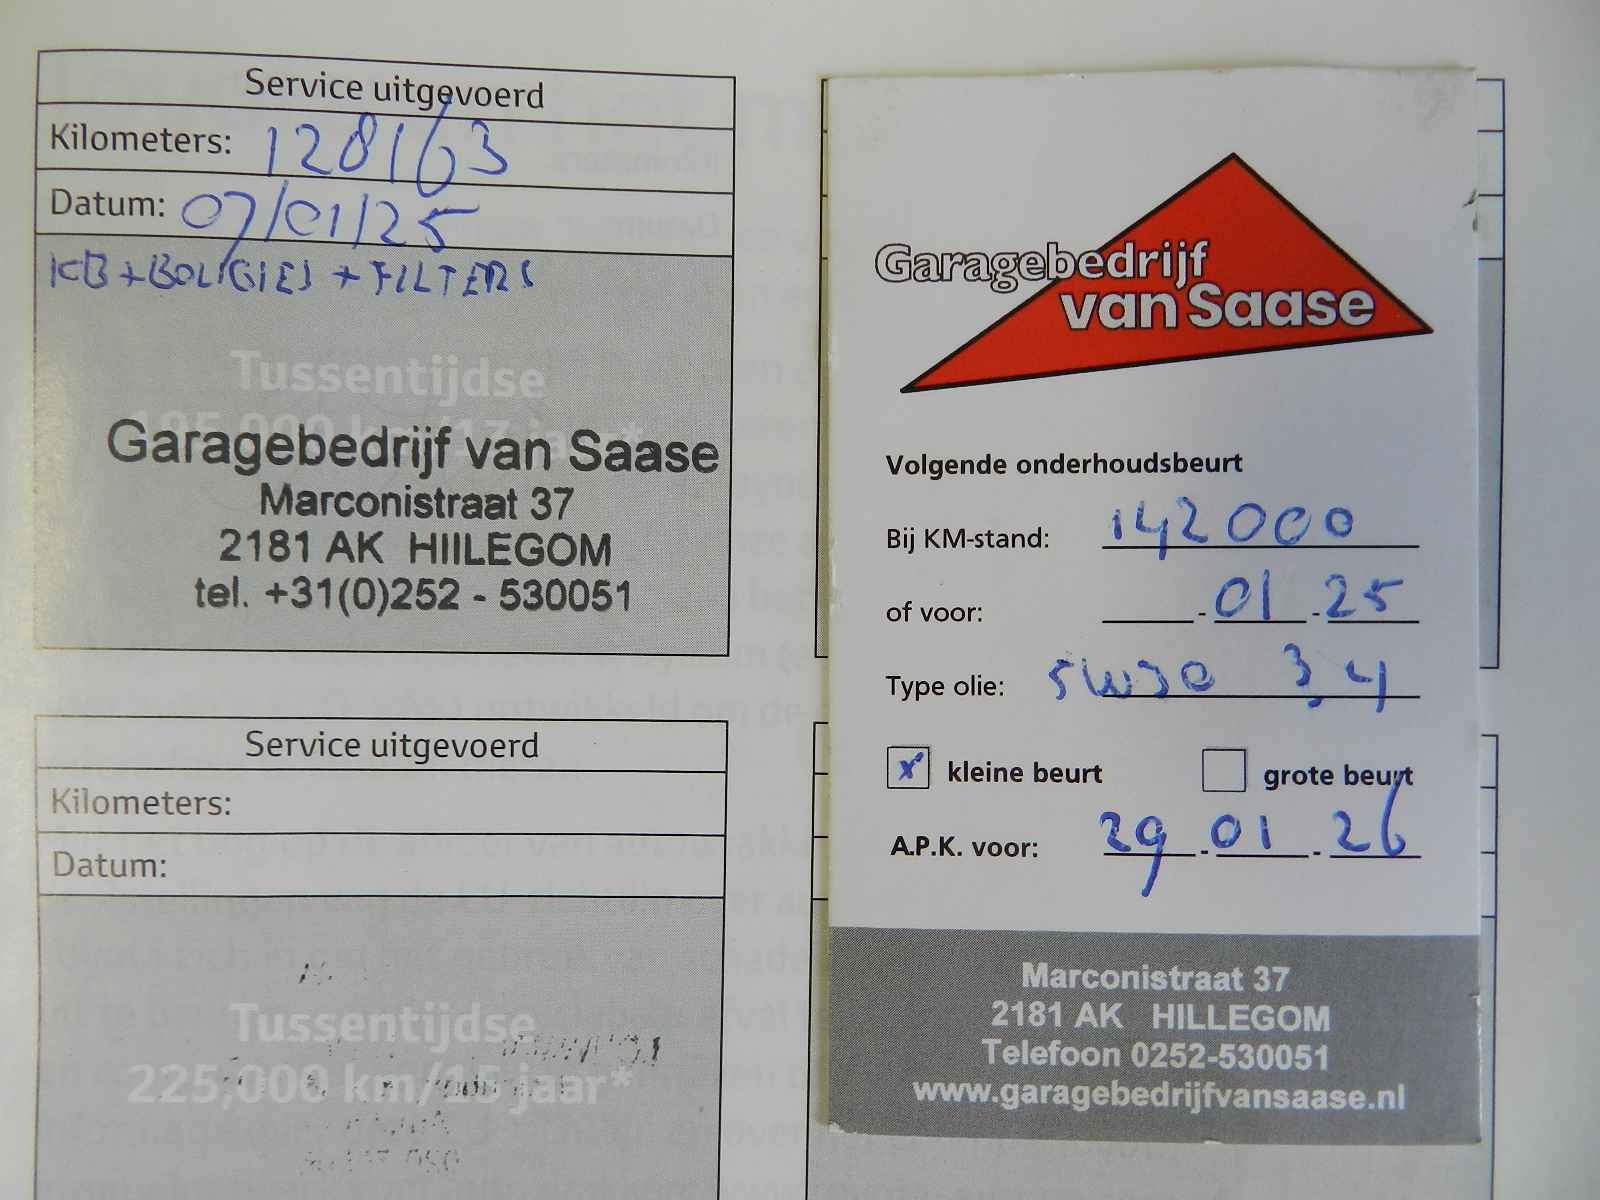 Service uitgevoerd
Kilometers: 128163
Datum: 07/01/25
KB + BOUGIES + FILTERS
Tussentijdse
Garagebedrijf van Saase
Marconistraat 37
2181 AK HIILEGOM
tel. +31(0)252 - 530051
Service uitgevoerd
Kilometers:
Datum:
Tussentijdse
225,000 km/15 jaar*
Garagebedrijf
van Saase
Volgende onderhoudsbeurt
Bij KM-stand: 142000
of voor: - 01 - 25
Type olie: 5W30 3 4
x kleine beurt grote beurt
A.P.K. voor: 29 - 01 - 26
Marconistraat 37
2181 AK HILLEGOM
Telefoon 0252-530051
www.garagebedrijfvansaase.nl